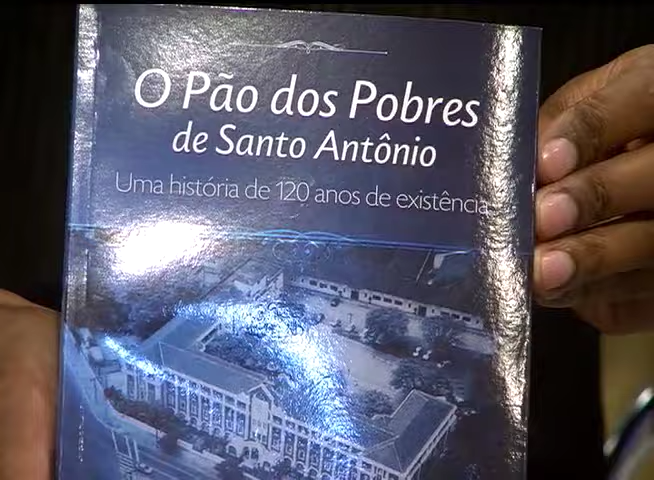 O Pão dos Pobres
de Santo Antônio
Uma história de 120 anos de existência